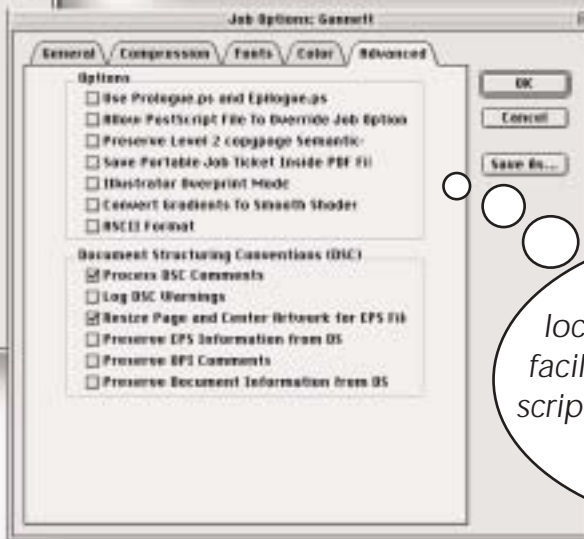 Job Options: Gannett
General Compression Fonts Color Advanced
Options
Use Prologue.ps and Epilogue.ps
Allow PostScript File To Override Job Option
Preserve Level 2 copypage Semantic
Save Portable Job Ticket Inside PDF Fil
Illustrator Overprint Mode
Convert Gradients To Smooth Shades
ASCII Format
Document Structuring Conventions (DSC)
Process DSC Comments
Log DSC Warnings
Resize Page and Center Artwork for EPS Fil
Preserve EPS Information from DS
Preserve OPI Comments
Preserve Document Information from DS
OK
Cancel
Save As...
loc
facil
scrip